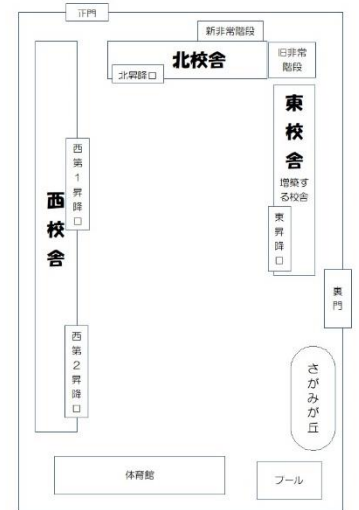 正門
新非常階段
北校舎
旧非常
階段
北昇降口
東校舎
増築す
る校舎
西第1昇降口
西校舎
東昇降口
裏門
西第2昇降口
さがみが丘
体育館
プール